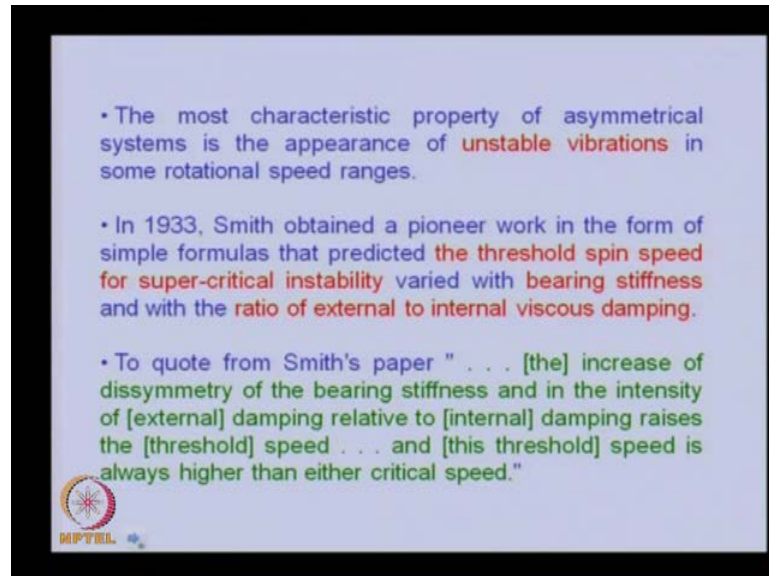 • The most characteristic property of asymmetrical
systems is the appearance of unstable vibrations in
some rotational speed ranges.
• In 1933, Smith obtained a pioneer work in the form of
simple formulas that predicted the threshold spin speed
for super-critical instability varied with bearing stiffness
and with the ratio of external to internal viscous damping.
• To quote from Smith's paper " . . . [the] increase of
dissymmetry of the bearing stiffness and in the intensity
of [external] damping relative to [internal] damping raises
the [threshold] speed . . . and [this threshold] speed is
always higher than either critical speed."
NPTEL